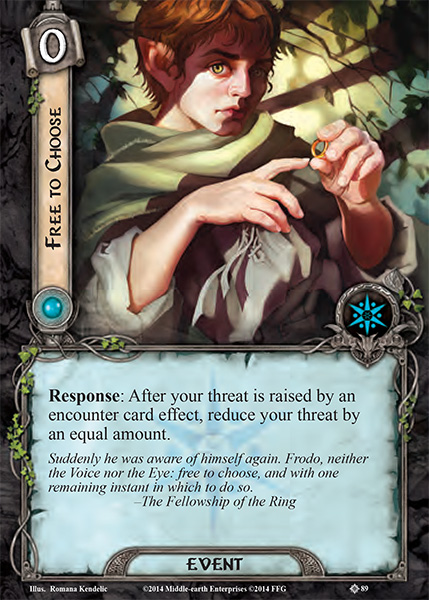 0
FREE TO CHOOSE
Response: After your threat is raised by an
encounter card effect, reduce your threat by
an equal amount.
Suddenly he was aware of himself again. Frodo, neither
the Voice nor the Eye: free to choose, and with one
remaining instant in which to do so.
–The Fellowship of the Ring
EVENT
Illus. Romana Kendelic ©2014 Middle-earth Enterprises ©2014 FFG 89